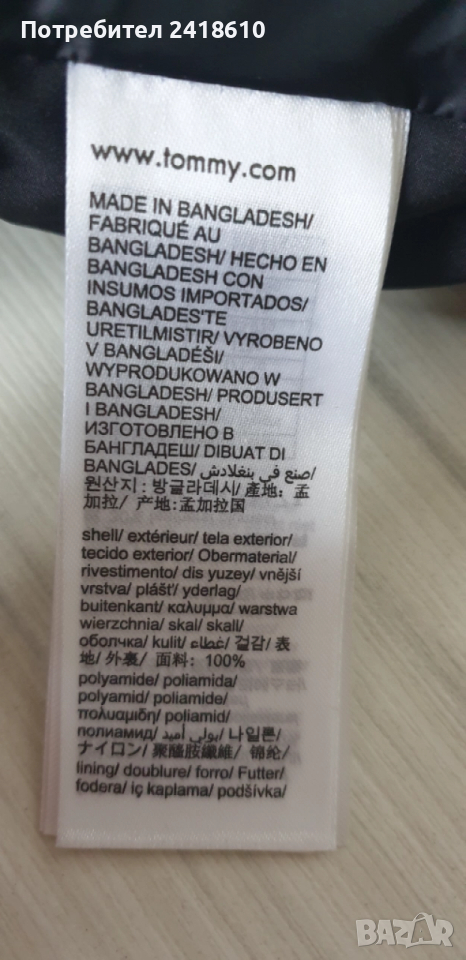 Потребител 2418610
www.tommy.com
MADE IN BANGLADESH/
FABRIQUÉ AU
BANGLADESH/ HECHO EN
BANGLADESH CON
INSUMOS IMPORTADOS/
BANGLADES'TE
URETILMISTIR/ VYROBENO
V BANGLADÉŠI/
WYPRODUKOWANO W
BANGLADESH/ PRODUSERT
I BANGLADESH/
ИЗГОТОВЛЕНО В
БАНГЛАДЕШ/ DIBUAT DI
BANGLADES/ صنع في بنغلادش/
원산지 : 방글라데시/ 產地: 孟
加拉/ 产地:孟加拉国
shell/ extérieur/ tela exterior/
tecido exterior/ Obermaterial/
rivestimento/ dis yuzey/ vnější
vrstva/ plášť/ yderlag/
buitenkant/ καλυμμα/ warstwa
wierzchnia/ skal/ skall/
оболчка/ kulit/ غطاء/ 겉감/ 表
地/ 外裏/ 面料: 100%
polyamide/ poliamida/
polyamid/ poliamide/
πολυαμιδη/ poliamid/
полиамид/ بولي أميد/ 나일론/
ナイロン/ 聚醯胺纖維/ 锦纶/
lining/ doublure/ forro/ Futter/
fodera/ iç kaplama/ podšívka/
BAZAR
.bg